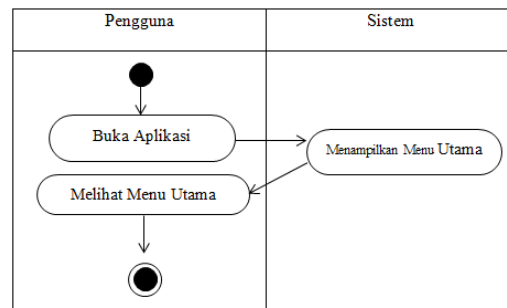 Pengguna
Sistem
Buka Aplikasi
Menampilkan Menu Utama
Melihat Menu Utama